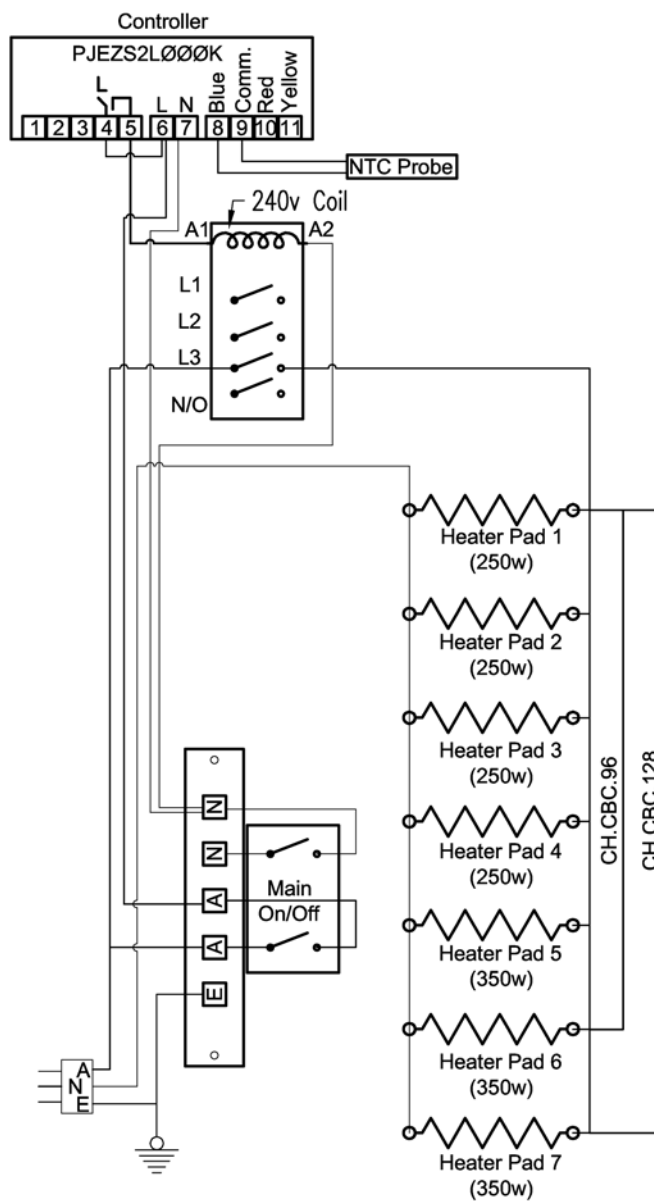 Controller
PJEZS2LØØØK
L
L N
Blue
Comm.
Red
Yellow
1 2 3 4 5 6 7 8 9 10 11
NTC Probe
240v Coil
A1 A2
L1
L2
L3
N/O
Heater Pad 1
(250w)
Heater Pad 2
(250w)
Heater Pad 3
(250w)
Heater Pad 4
(250w)
Heater Pad 5
(350w)
Heater Pad 6
(350w)
Heater Pad 7
(350w)
CH.CBC.96
CH.CBC.128
N
N
A
A
E
Main
On/Off
A
N
E